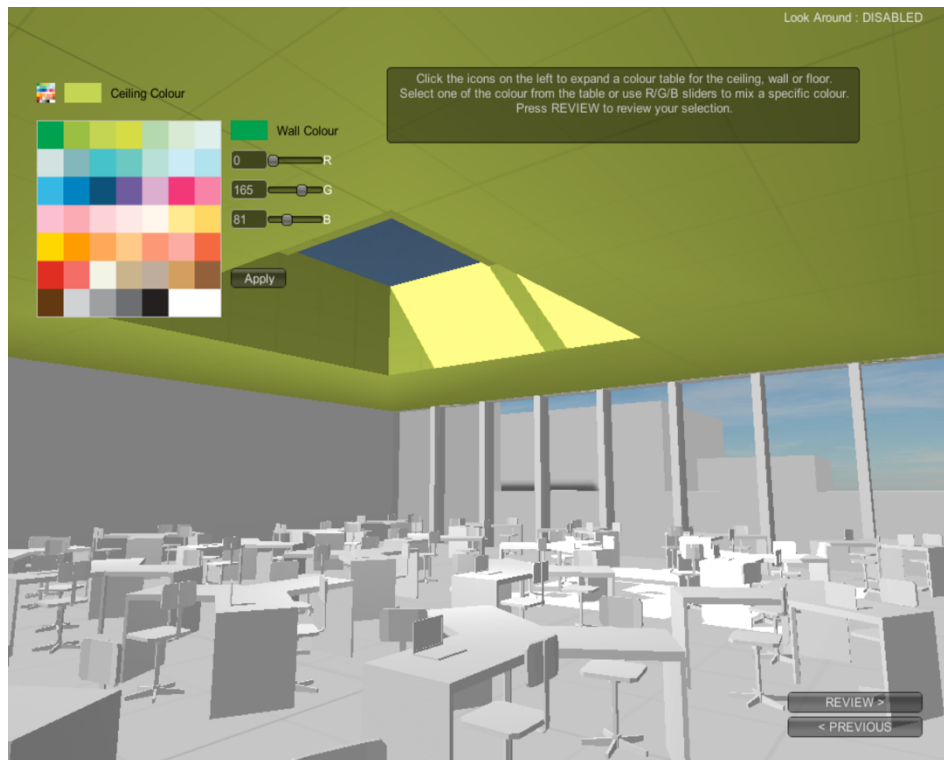 Look Around : DISABLED
Click the icons on the left to expand a colour table for the ceiling, wall or floor.
Select one of the colour from the table or use R/G/B sliders to mix a specific colour.
Press REVIEW to review your selection.
Ceiling Colour
Wall Colour
0 R
165 G
81 B
Apply
REVIEW >
< PREVIOUS